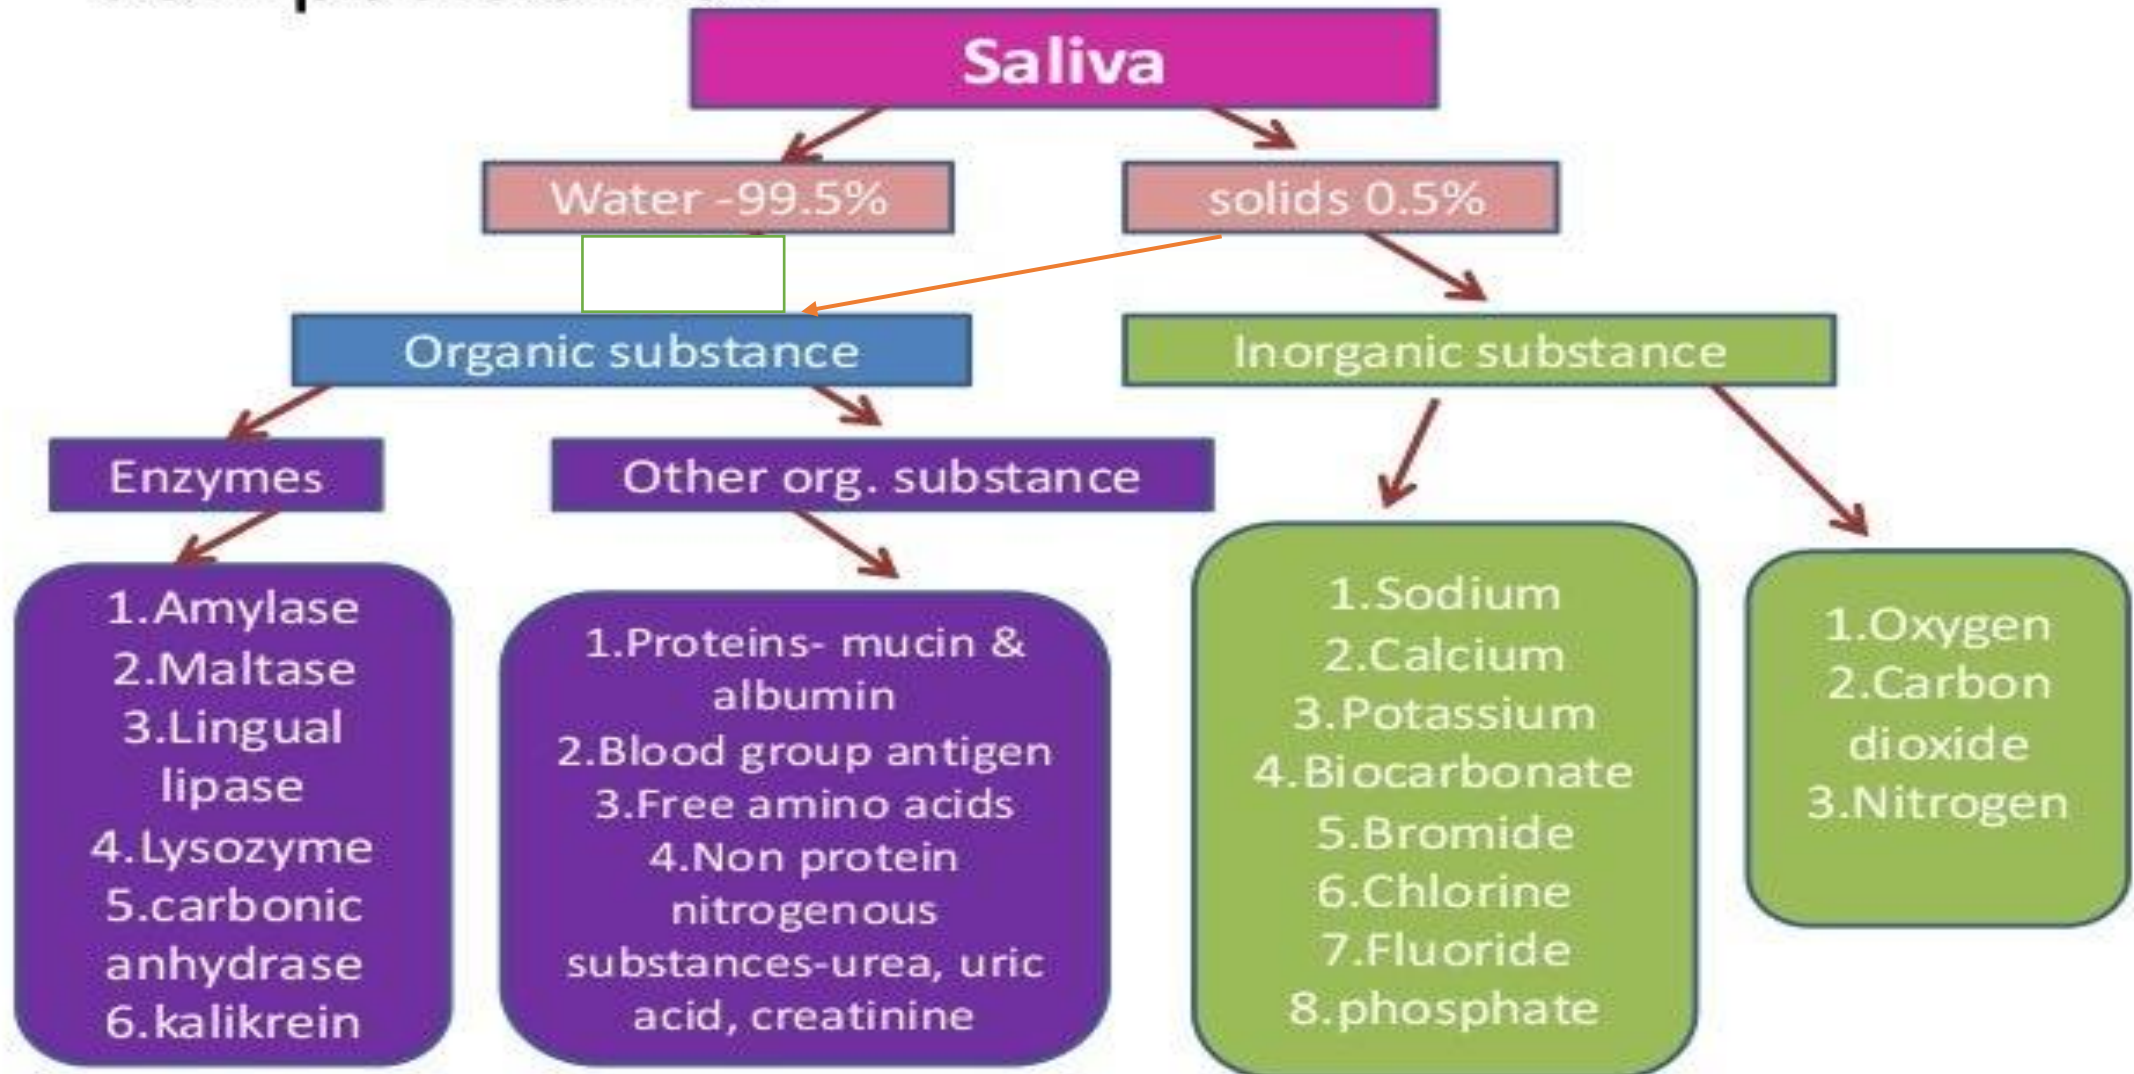 Saliva
Water -99.5%
solids 0.5%
Organic substance
Inorganic substance
Enzymes
Other org. substance
1.Amylase
2.Maltase
3.Lingual
lipase
4.Lysozyme
5.carbonic
anhydrase
6.kalikrein
1.Proteins- mucin &
albumin
2.Blood group antigen
3.Free amino acids
4.Non protein
nitrogenous
substances-urea, uric
acid, creatinine
1.Sodium
2.Calcium
3.Potassium
4.Biocarbonate
5.Bromide
6.Chlorine
7.Fluoride
8.phosphate
1.Oxygen
2.Carbon
dioxide
3.Nitrogen